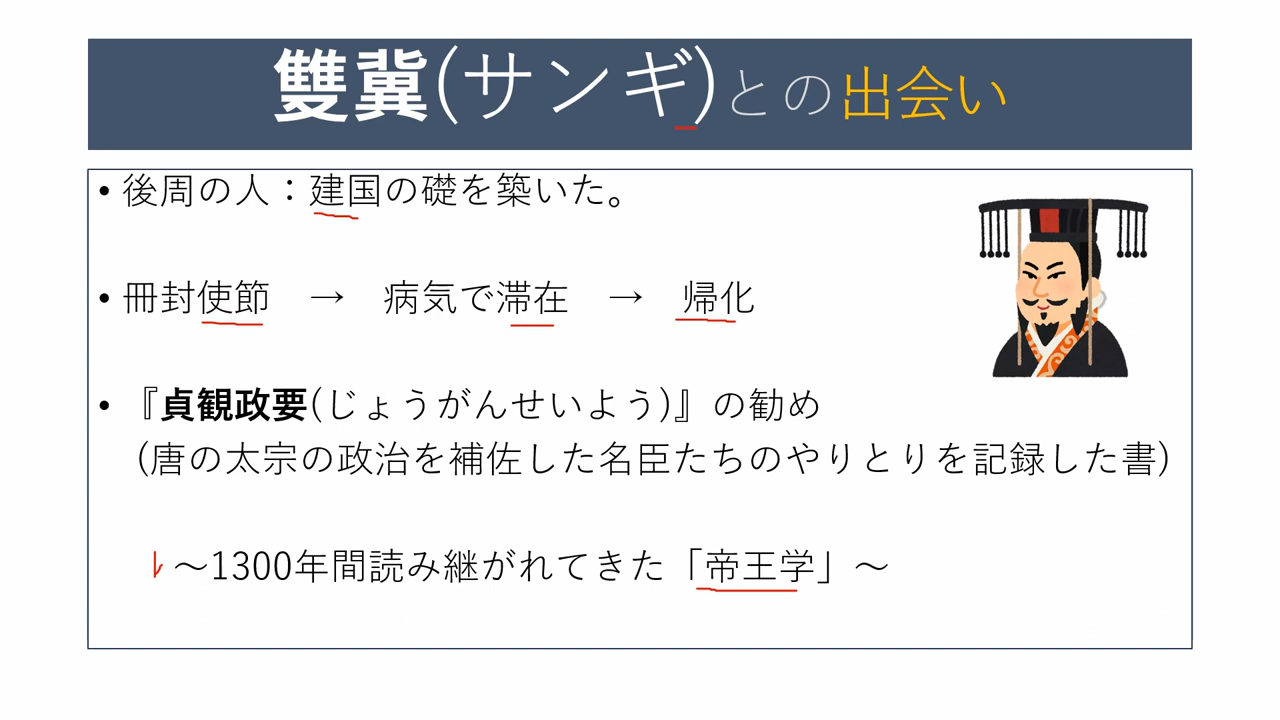 雙冀(サンギ)との出会い
• 後周の人：建国の礎を築いた。
• 冊封使節　→　病気で滞在　→　帰化
• 『貞観政要(じょうがんせいよう)』の勧め
(唐の太宗の政治を補佐した名臣たちのやりとりを記録した書)
～1300年間読み継がれてきた「帝王学」～